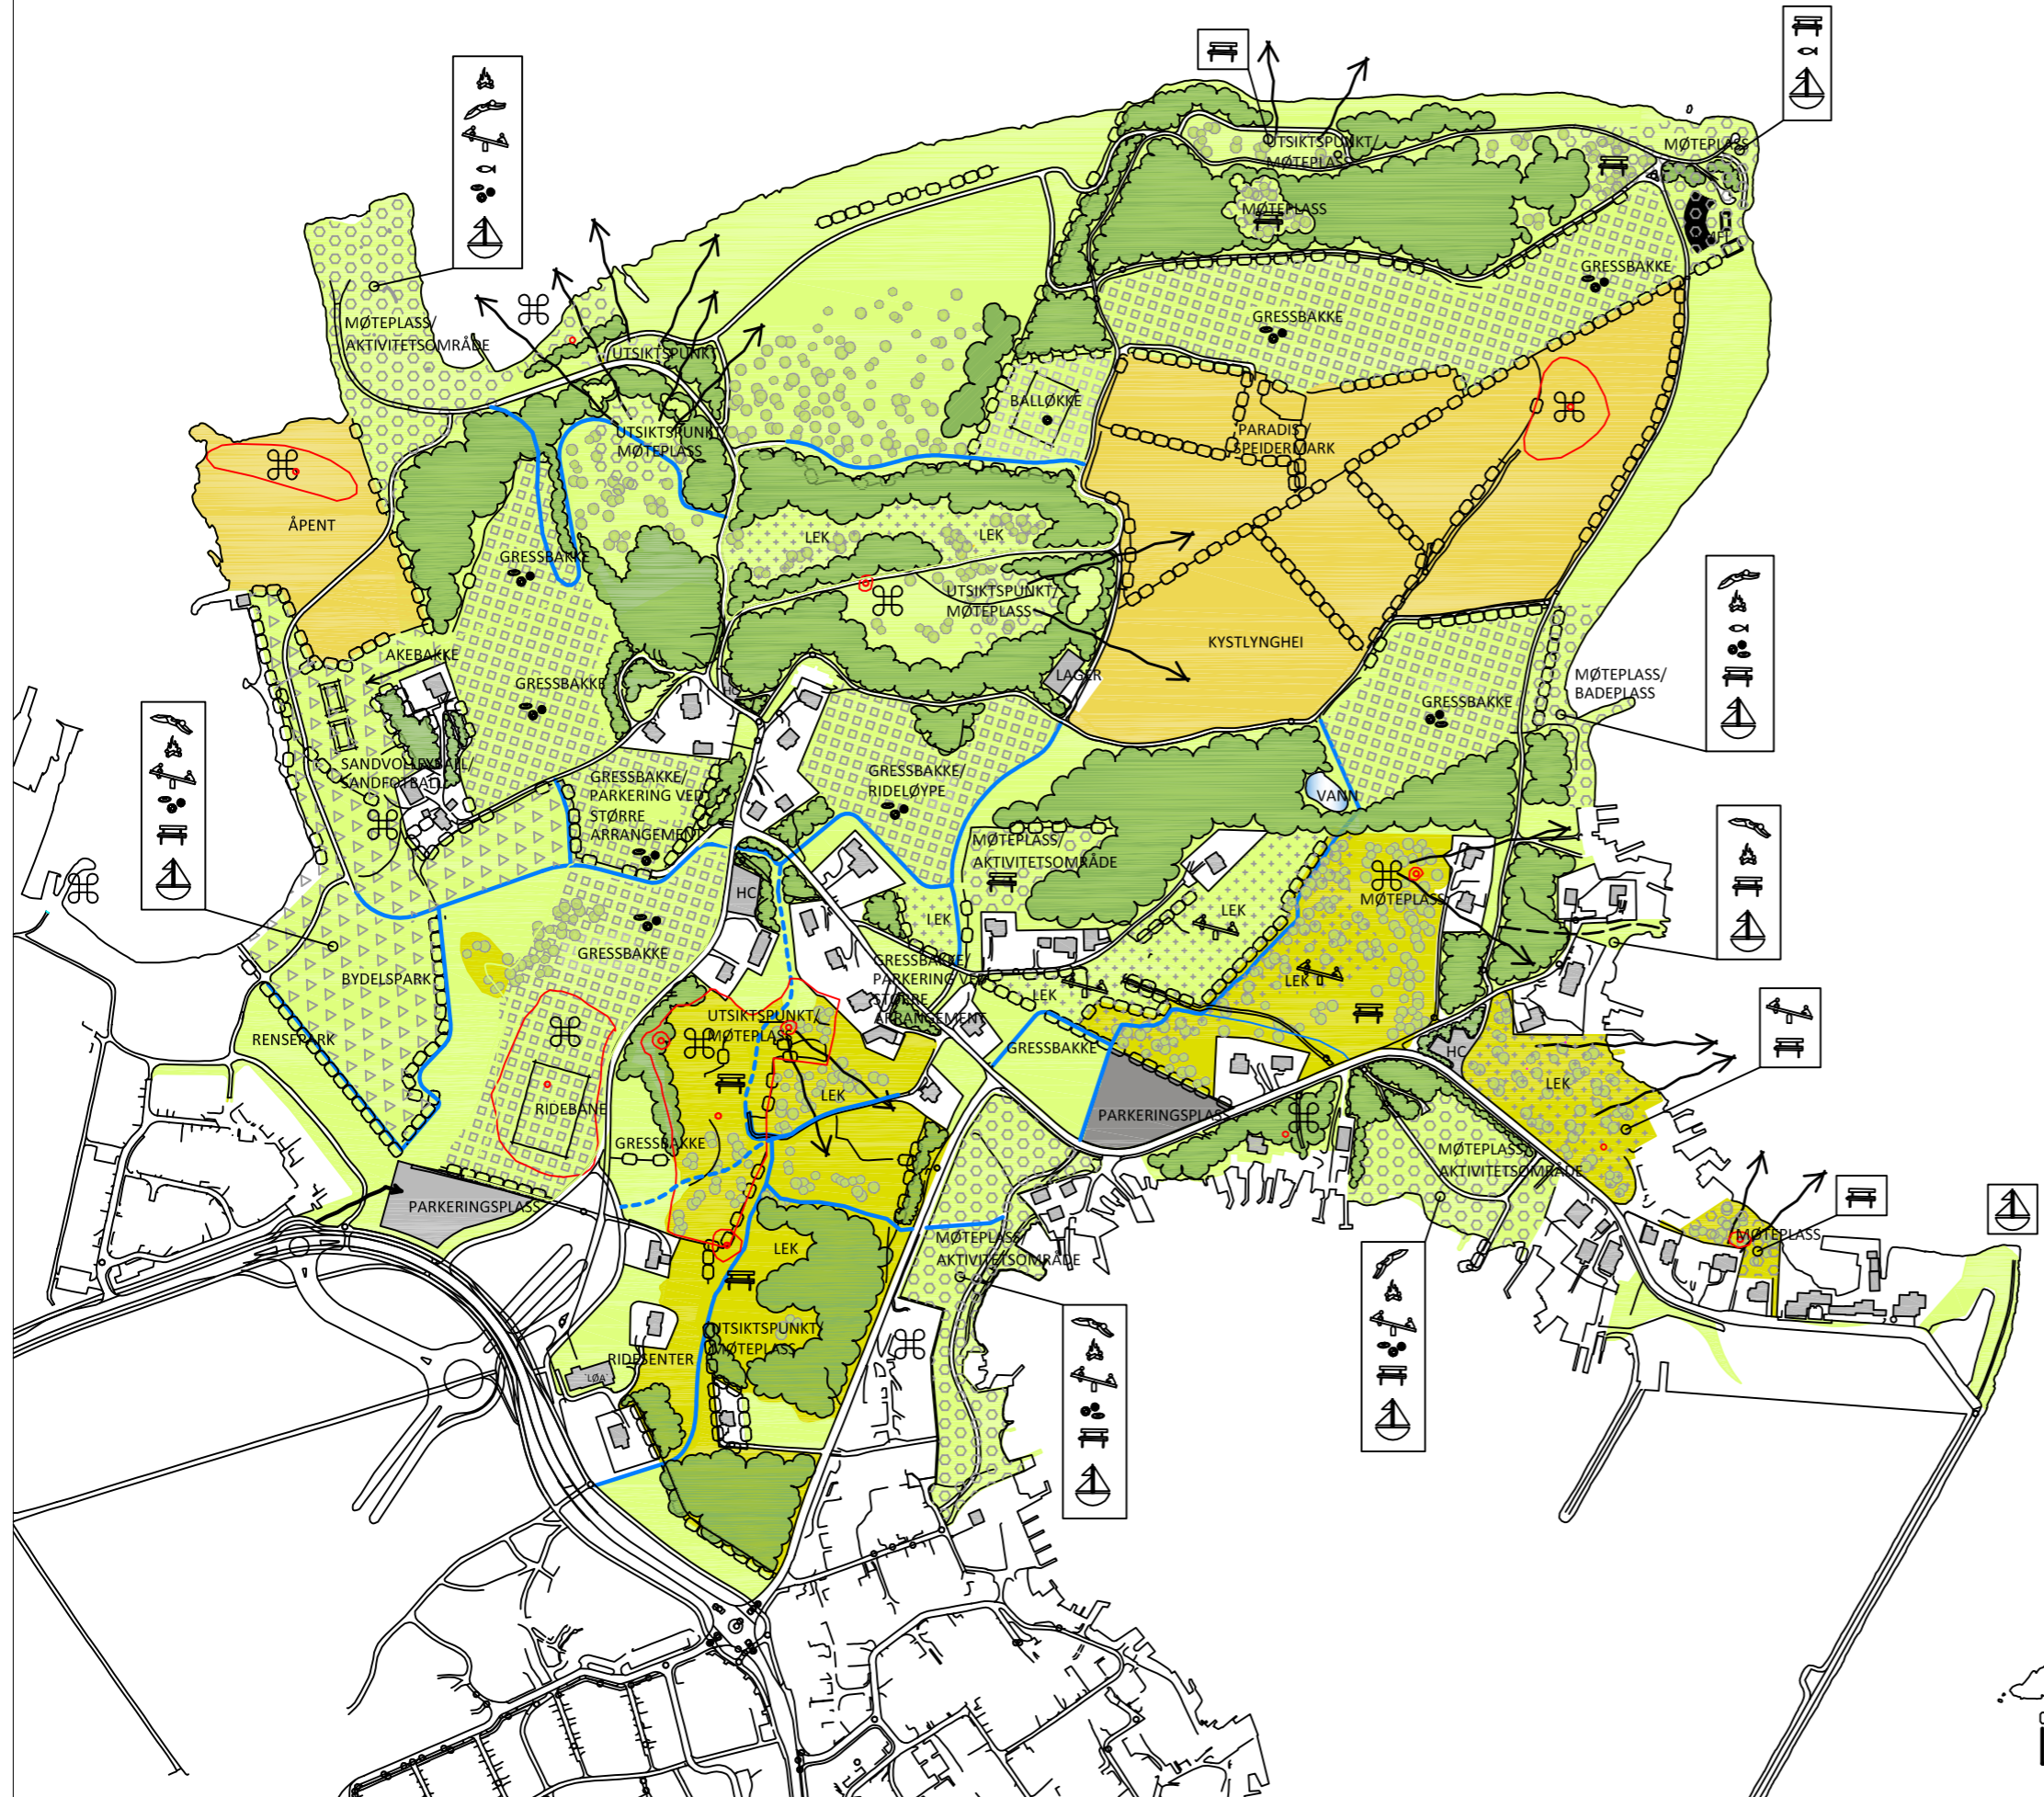 UTSIKTSPUNKT/
MØTEPLASS
MØTEPLASS
MØTEPLASS
GRESSBAKKE
GRESSBAKKE
MØTEPLASS/
AKTIVITETSOMRÅDE
UTSIKTSPUNKT
BALLØKKE
UTSIKTSPUNKT/
MØTEPLASS
PARADIS /
SPEIDERMARK
ÅPENT
LEK
LEK
GRESSBAKKE
UTSIKTSPUNKT/
MØTEPLASS
KYSTLYNGHEI
AKEBAKKE
GRESSBAKKE
HC
LAGER
MØTEPLASS/
BADEPLASS
GRESSBAKKE
SANDVOLLEYBALL/
SANDFOTBALL
GRESSBAKKE/
PARKERING VED
STØRRE
ARRANGEMENT
GRESSBAKKE/
RIDELØYPE
VANN
MØTEPLASS/
AKTIVITETSOMRÅDE
HC
LEK
LEK
MØTEPLASS
GRESSBAKKE
BYDELSPARK
GRESSBAKKE/
PARKERING VED
STØRRE
ARRANGEMENT
LEK
LEK
UTSIKTSPUNKT/
MØTEPLASS
RENSEPARK
GRESSBAKKE
HC
RIDEBANE
LEK
LEK
PARKERINGSPLASS
GRESSBAKKE
MØTEPLASS/
AKTIVITETSOMRÅDE
PARKERINGSPLASS
MØTEPLASS/
AKTIVITETSOMRÅDE
LEK
MØTEPLASS
UTSIKTSPUNKT/
MØTEPLASS
RIDESENTER
"LØA"